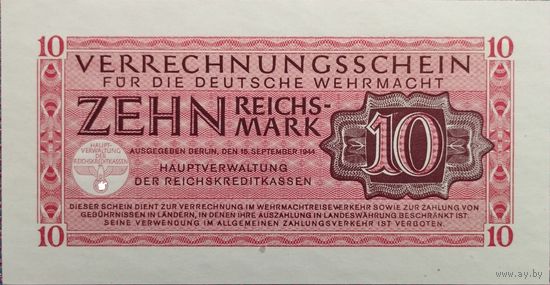 10 10
VERRECHNUNGSSCHEIN
FÜR DIE DEUTSCHE WEHRMACHT
ZEHN REICHS-
MARK
10
AUSGEGEBEN BERLIN, DEN 15. SEPTEMBER 1944
HAUPT-
VERWALTUNG
DER
REICHSKREDITKASSEN
HAUPTVERWALTUNG
DER REICHSKREDITKASSEN
DIESER SCHEIN DIENT ZUR VERRECHNUNG IM WEHRMACHTREISEVERKEHR SOWIE ZUR ZAHLUNG VON
GEBÜHRNISSEN IN LÄNDERN, IN DENEN IHRE AUSZAHLUNG IN LANDESWÄHRUNG BESCHRÄNKT IST.
SEINE VERWENDUNG IM ALLGEMEINEN ZAHLUNGSVERKEHR IST VERBOTEN.
10 10
ay.by